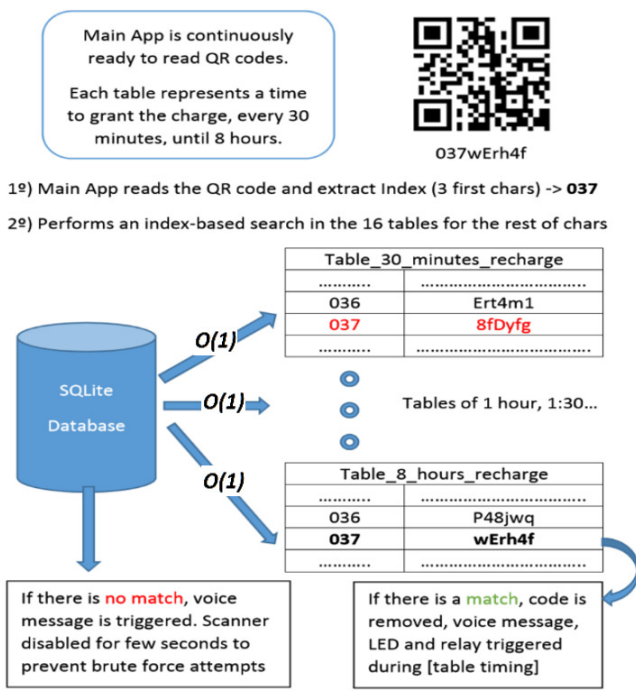 Main App is continuously
ready to read QR codes.
Each table represents a time
to grant the charge, every 30
minutes, until 8 hours.
037wErh4f
1º) Main App reads the QR code and extract Index (3 first chars) -> 037
2º) Performs an index-based search in the 16 tables for the rest of chars
Table_30_minutes_recharge
........... ..................................
036 Ert4m1
037 8fDyfg
........... ...................................
O(1)
SQLite
Database
O(1)
Tables of 1 hour, 1:30...
O(1)
Table_8_hours_recharge
........... ..................................
036 P48jwq
037 wErh4f
........... ..................................
If there is no match, voice
message is triggered. Scanner
disabled for few seconds to
prevent brute force attempts
If there is a match, code is
removed, voice message,
LED and relay triggered
during [table timing]